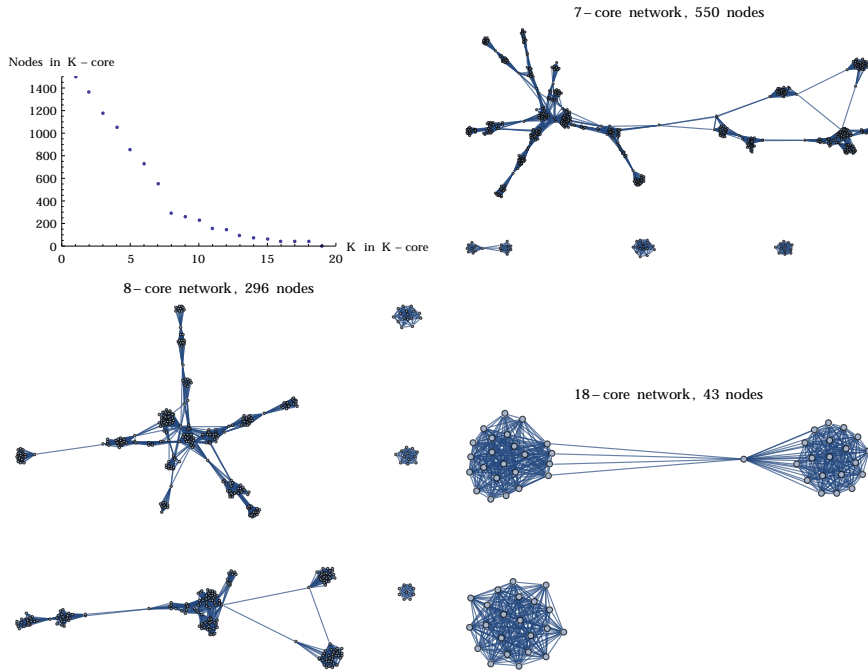 Nodes in K-core
1400
1200
1000
800
600
400
200
0
0 5 10 15 20
K in K-core
7-core network, 550 nodes
8-core network, 296 nodes
18-core network, 43 nodes